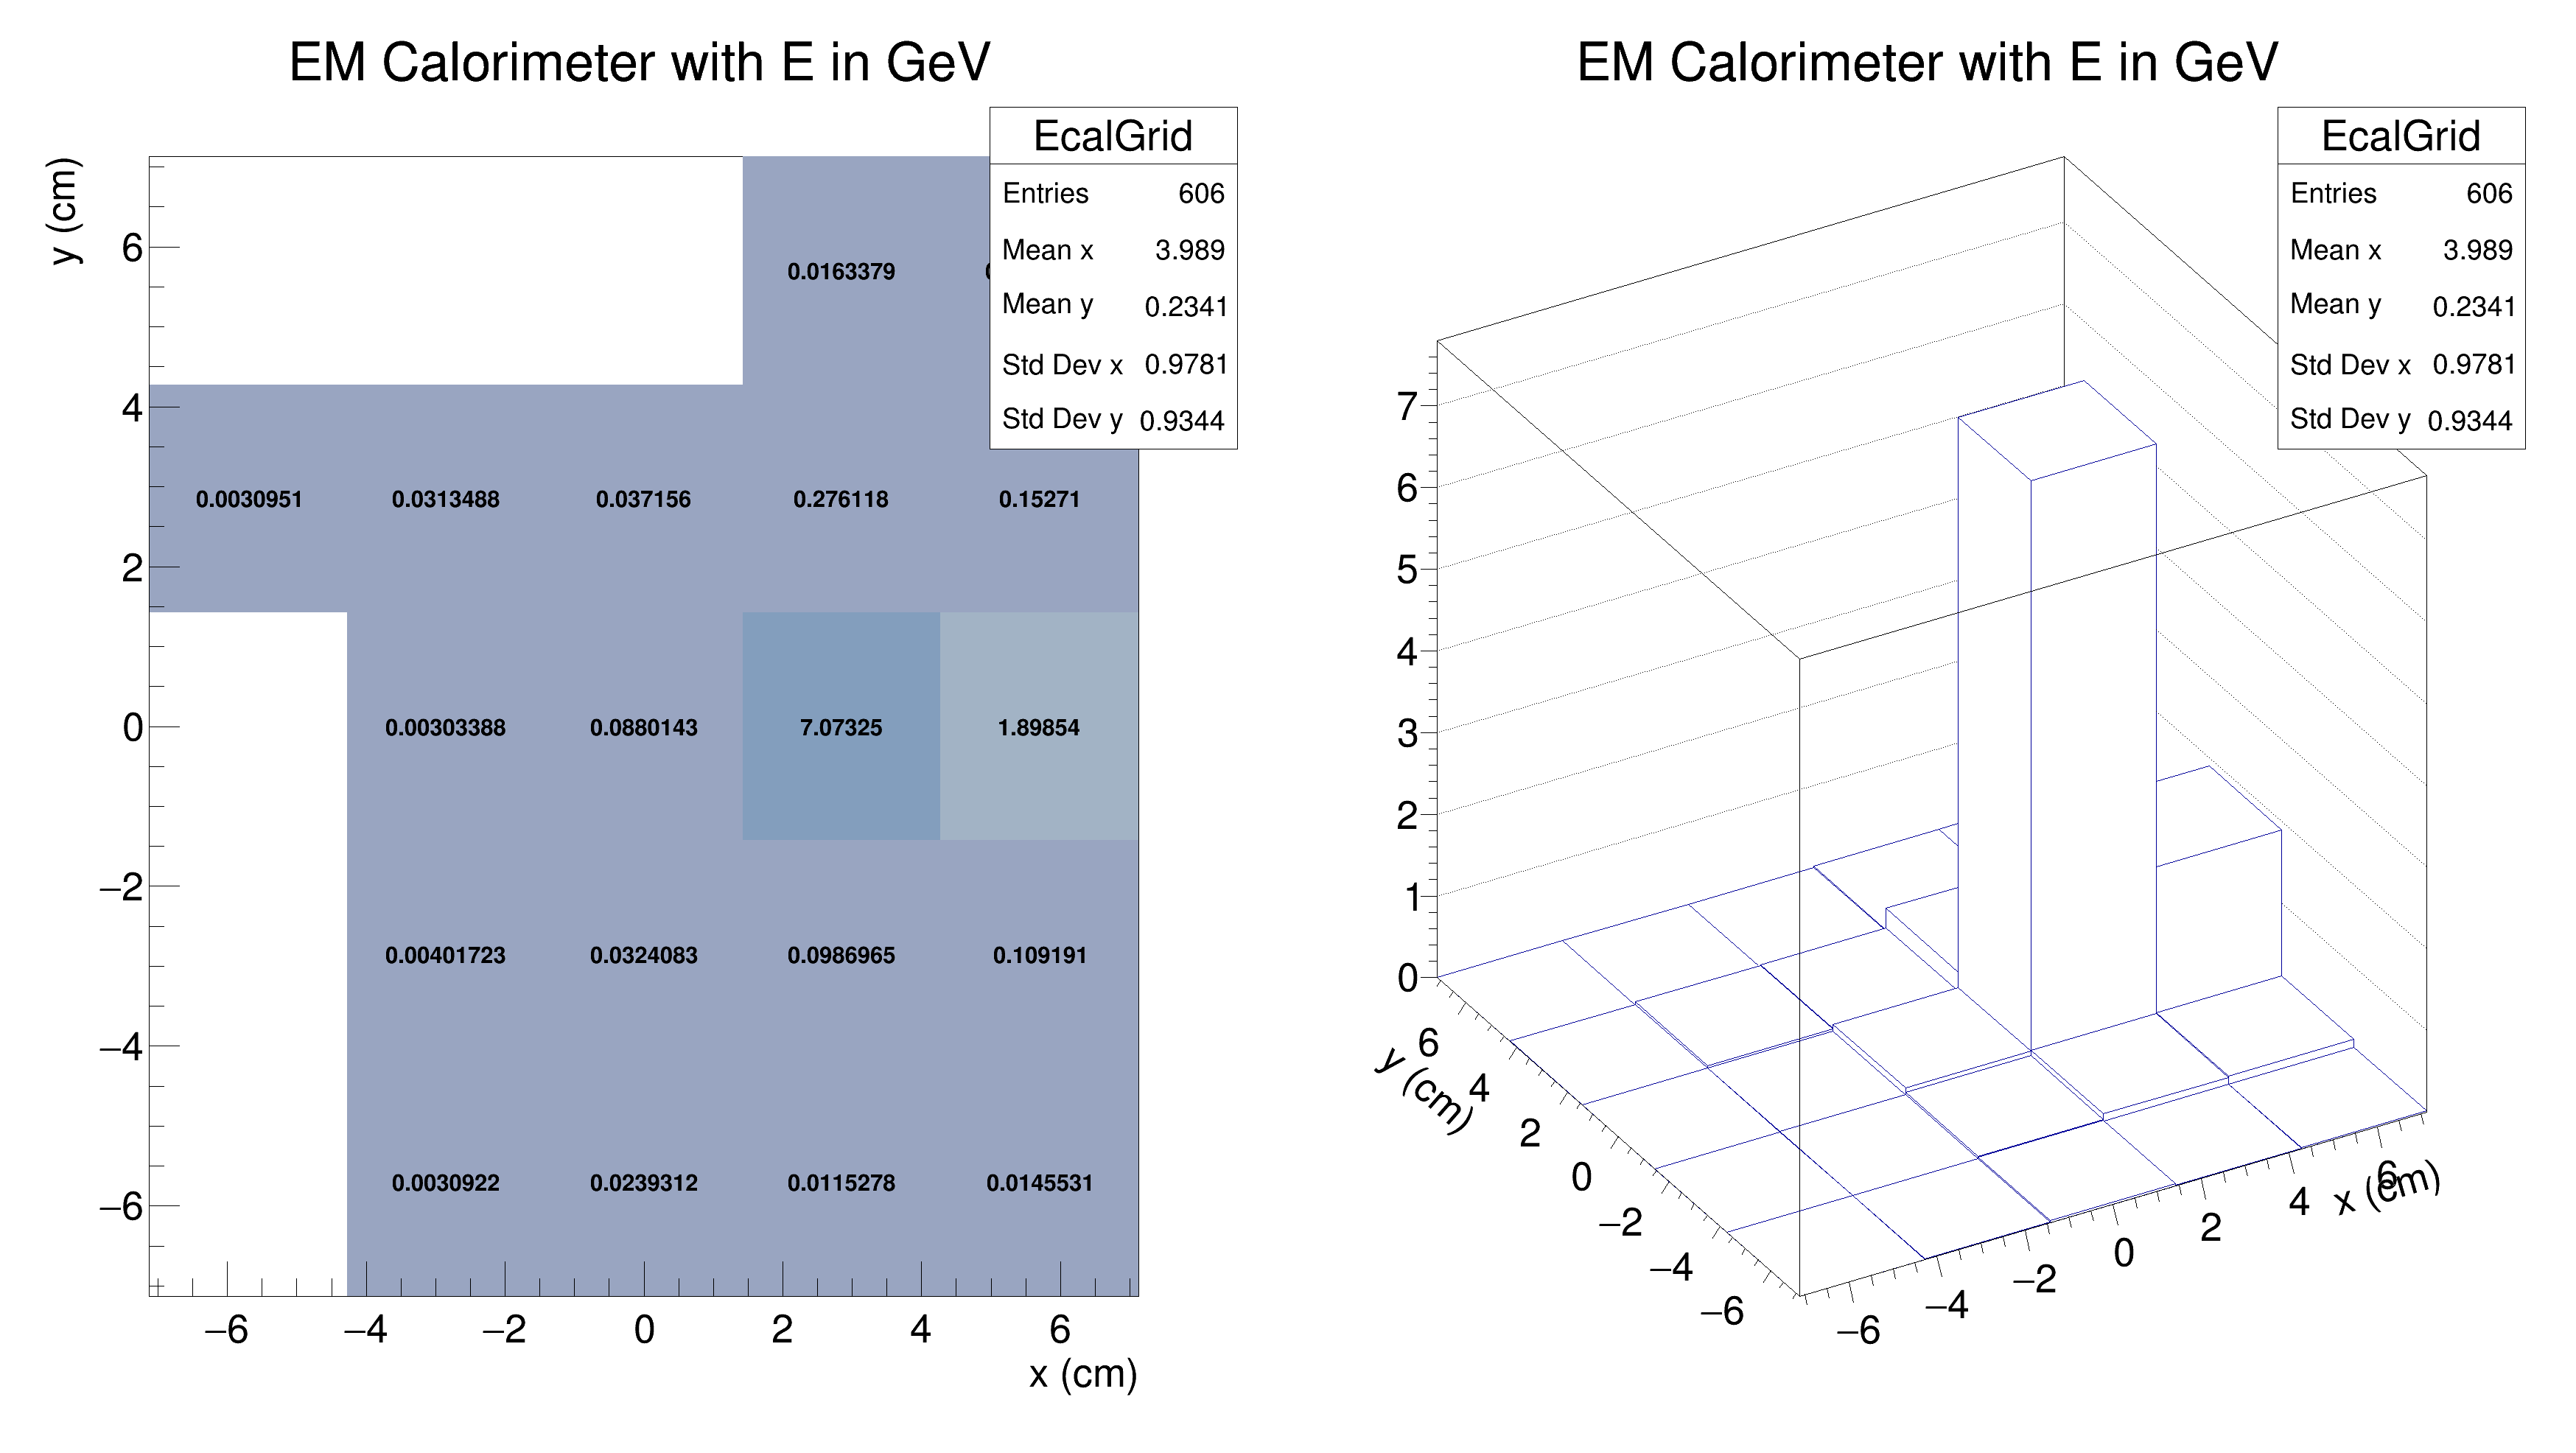 EM Calorimeter with E in GeV
EcalGrid
Entries 606
Mean x 3.989
Mean y 0.2341
Std Dev x 0.9781
Std Dev y 0.9344
y (cm)
6
4
2
0
−2
−4
−6
0.0163379
0.0030951 0.0313488 0.037156 0.276118 0.15271
0.00303388 0.0880143 7.07325 1.89854
0.00401723 0.0324083 0.0986965 0.109191
0.0030922 0.0239312 0.0115278 0.0145531
−6 −4 −2 0 2 4 6
x (cm)
EM Calorimeter with E in GeV
EcalGrid
Entries 606
Mean x 3.989
Mean y 0.2341
Std Dev x 0.9781
Std Dev y 0.9344
7
6
5
4
3
2
1
0
6
4
2
0
−2
−4
−6
y (cm)
−6
−4
−2
0
2
4
6
x (cm)